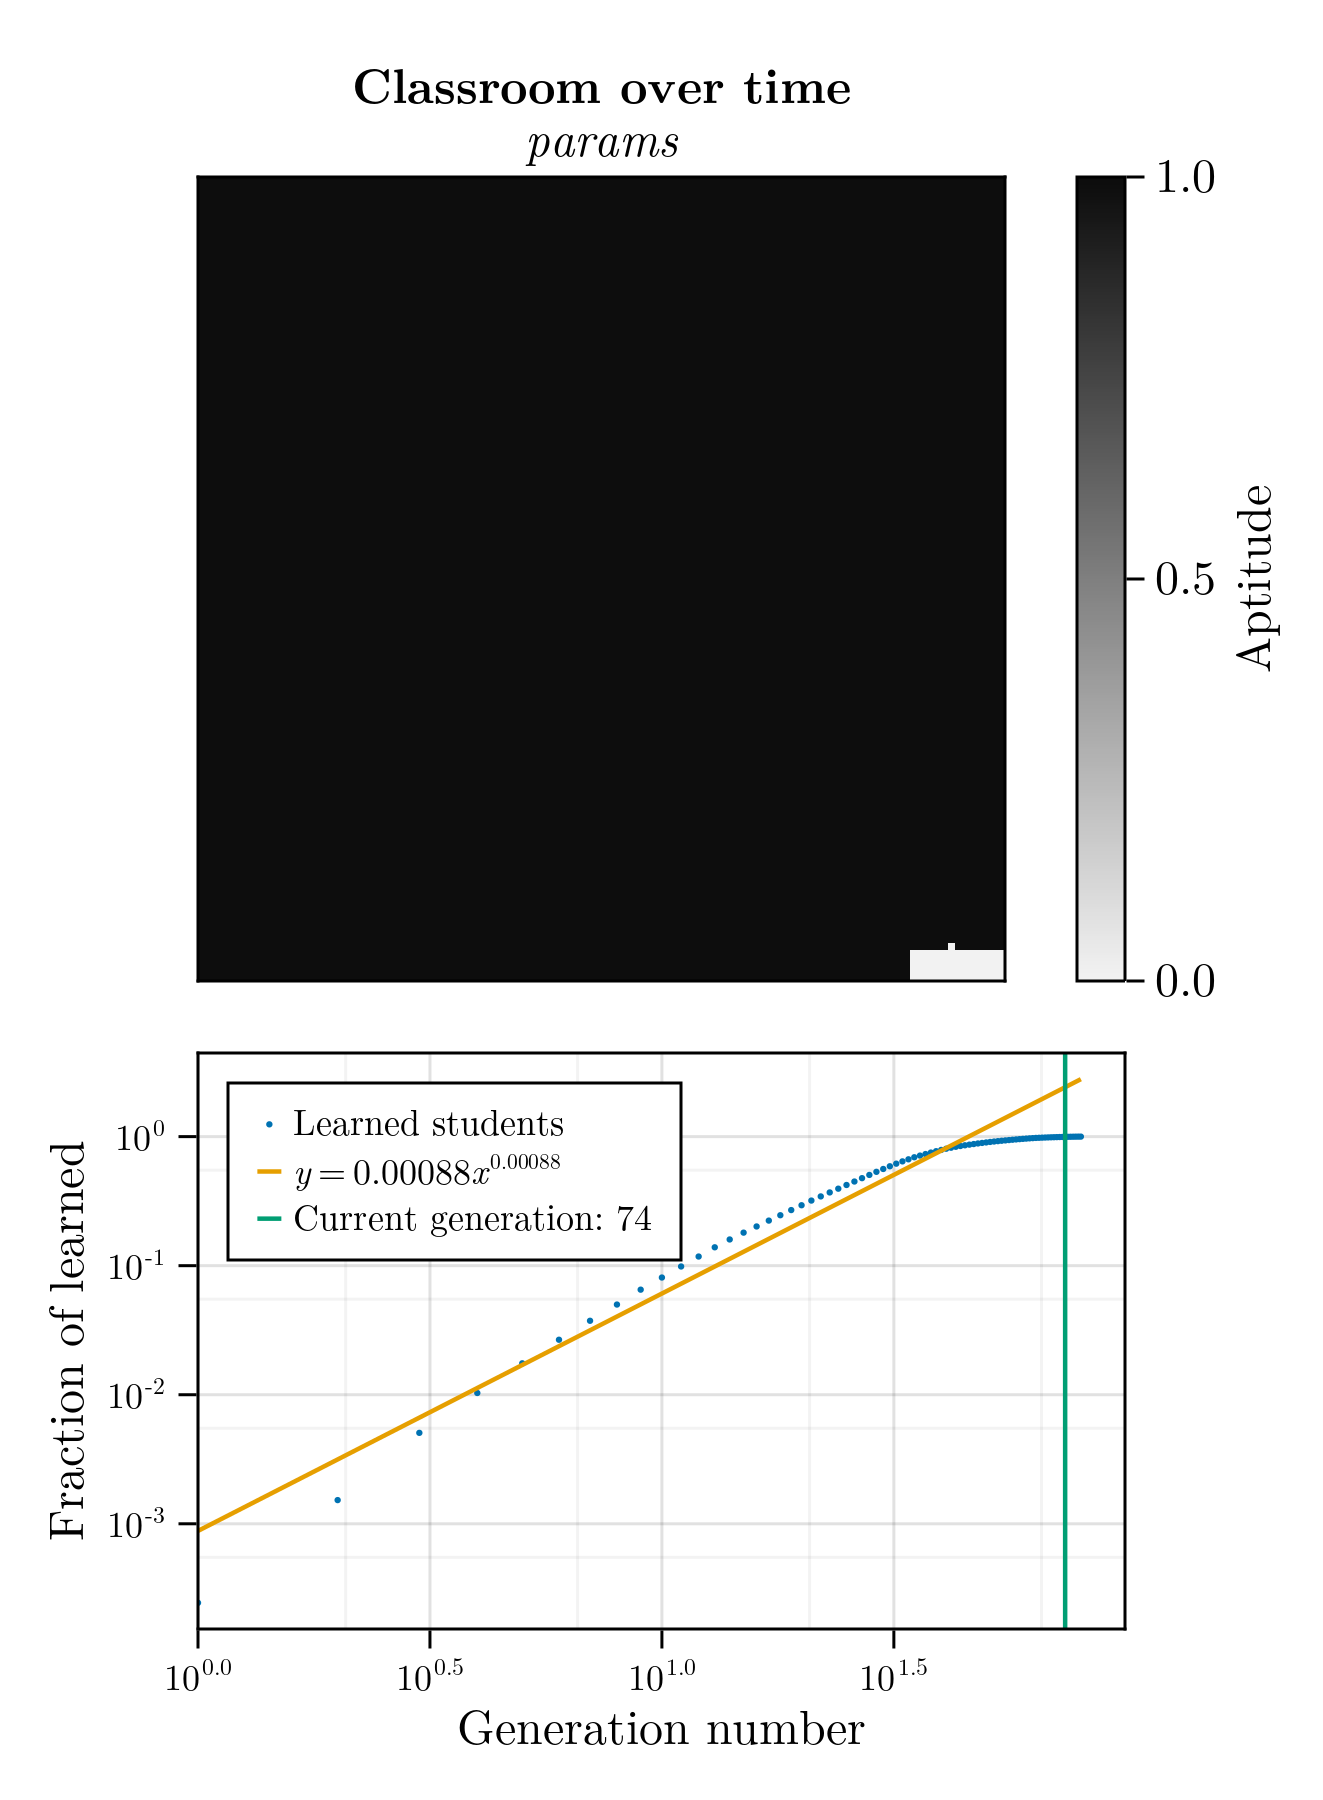 Classroom over time
params
1.0
0.5
0.0
Aptitude
Learned students
y = 0.00088x^0.00088
Current generation: 74
10^0
10^-1
10^-2
10^-3
Fraction of learned
10^0.0 10^0.5 10^1.0 10^1.5
Generation number